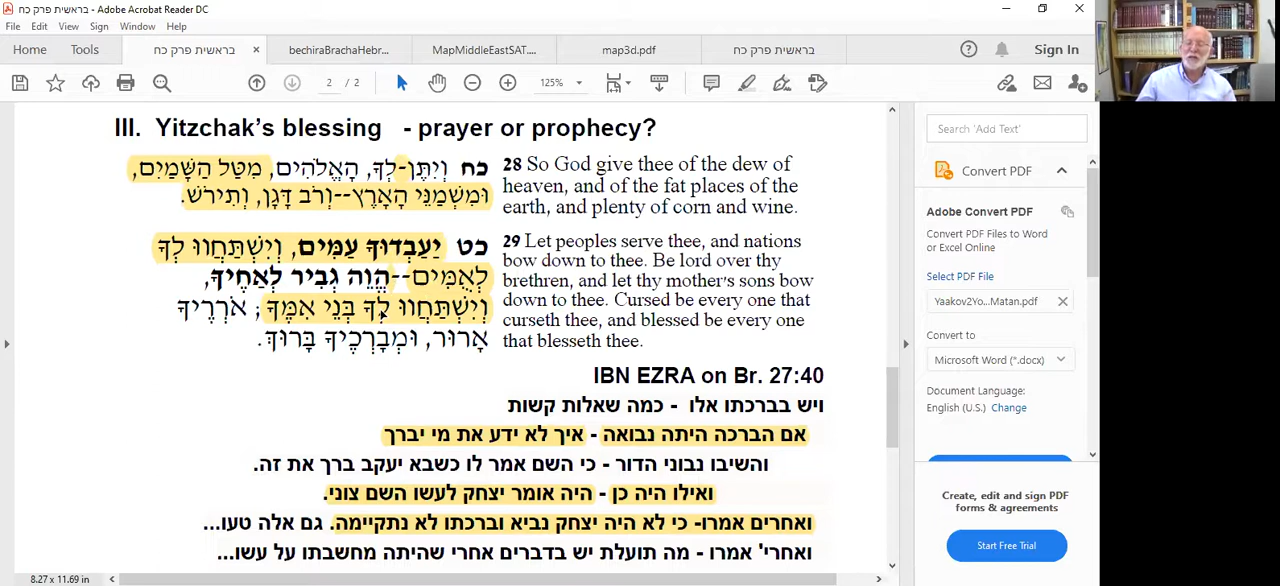 בראשית פרק כח - Adobe Acrobat Reader DC
File Edit View Sign Window Help
Home Tools בראשית פרק כח × bechiraBrachaHebr... MapMiddleEastSAT.... map3d.pdf בראשית פרק כח ? Sign In
2 / 2 125%
III. Yitzchak's blessing - prayer or prophecy?
כח וְיִתֶּן-לְךָ, הָאֱלֹהִים, מִטַּל הַשָּׁמַיִם,
וּמִשְׁמַנֵּי הָאָרֶץ--וְרֹב דָּגָן, וְתִירֹשׁ.
28 So God give thee of the dew of
heaven, and of the fat places of the
earth, and plenty of corn and wine.
כט יַעַבְדוּךָ עַמִּים, וְיִשְׁתַּחֲווּ לְךָ
לְאֻמִּים--הֱוֵה גְבִיר לְאַחֶיךָ,
וְיִשְׁתַּחֲווּ לְךָ בְּנֵי אִמֶּךָ; אֹרְרֶיךָ
אָרוּר, וּמְבָרְכֶיךָ בָּרוּךְ.
29 Let peoples serve thee, and nations
bow down to thee. Be lord over thy
brethren, and let thy mother's sons bow
down to thee. Cursed be every one that
curseth thee, and blessed be every one
that blesseth thee.
IBN EZRA on Br. 27:40
ויש בברכתו אלו - כמה שאלות קשות
אם הברכה היתה נבואה - איך לא ידע את מי יברך
והשיבו נבוני הדור - כי השם אמר לו כשבא יעקב ברך את זה.
ואילו היה כן - היה אומר יצחק לעשו השם צוני.
ואחרים אמרו- כי לא היה יצחק נביא וברכתו לא נתקיימה. גם אלה טעו...
ואחרי' אמרו - מה תועלת יש בדברים אחרי שהיתה מחשבתו על עשו...
8.27 x 11.69 in
Search 'Add Text'
Convert PDF
Adobe Convert PDF
Convert PDF Files to Word
or Excel Online
Select PDF File
Yaakov2Yo...Matan.pdf ×
Convert to
Microsoft Word (*.docx)
Document Language:
English (U.S.) Change
Create, edit and sign PDF
forms & agreements
Start Free Trial